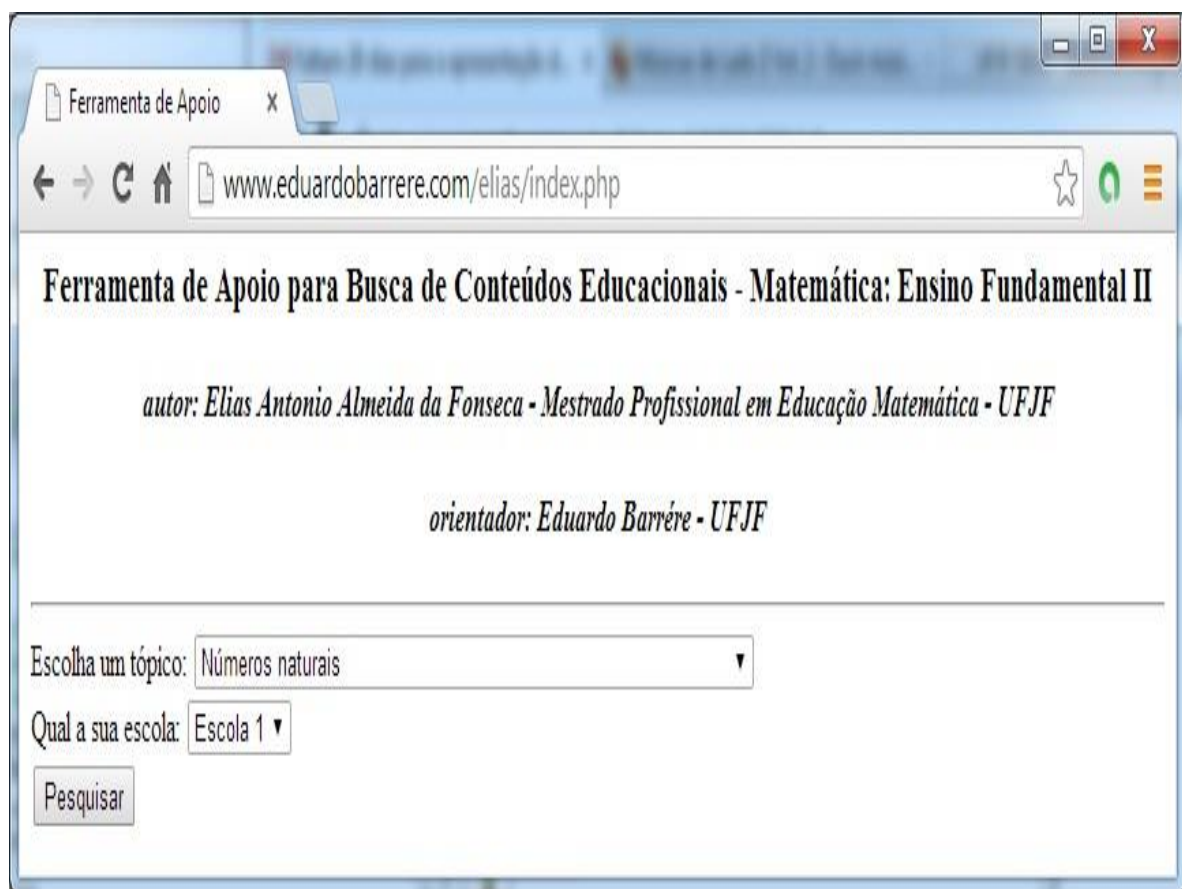 Ferramenta de Apoio
www.eduardobarrere.com/elias/index.php
Ferramenta de Apoio para Busca de Conteúdos Educacionais - Matemática: Ensino Fundamental II
autor: Elias Antonio Almeida da Fonseca - Mestrado Profissional em Educação Matemática - UFJF
orientador: Eduardo Barrére - UFJF
Escolha um tópico: Números naturais
Qual a sua escola: Escola 1
Pesquisar